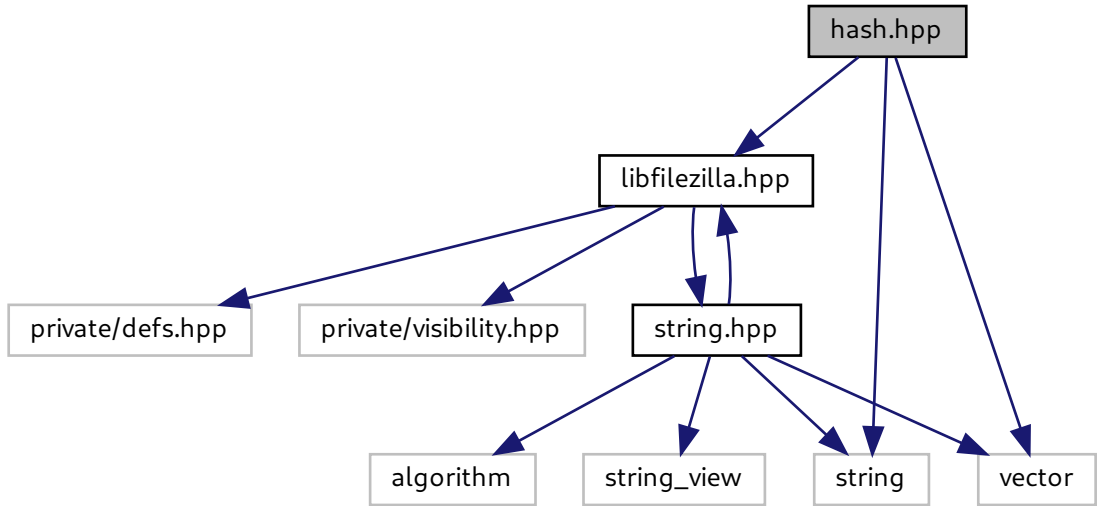 hash.hpp
libfilezilla.hpp
private/defs.hpp
private/visibility.hpp
string.hpp
algorithm
string_view
string
vector